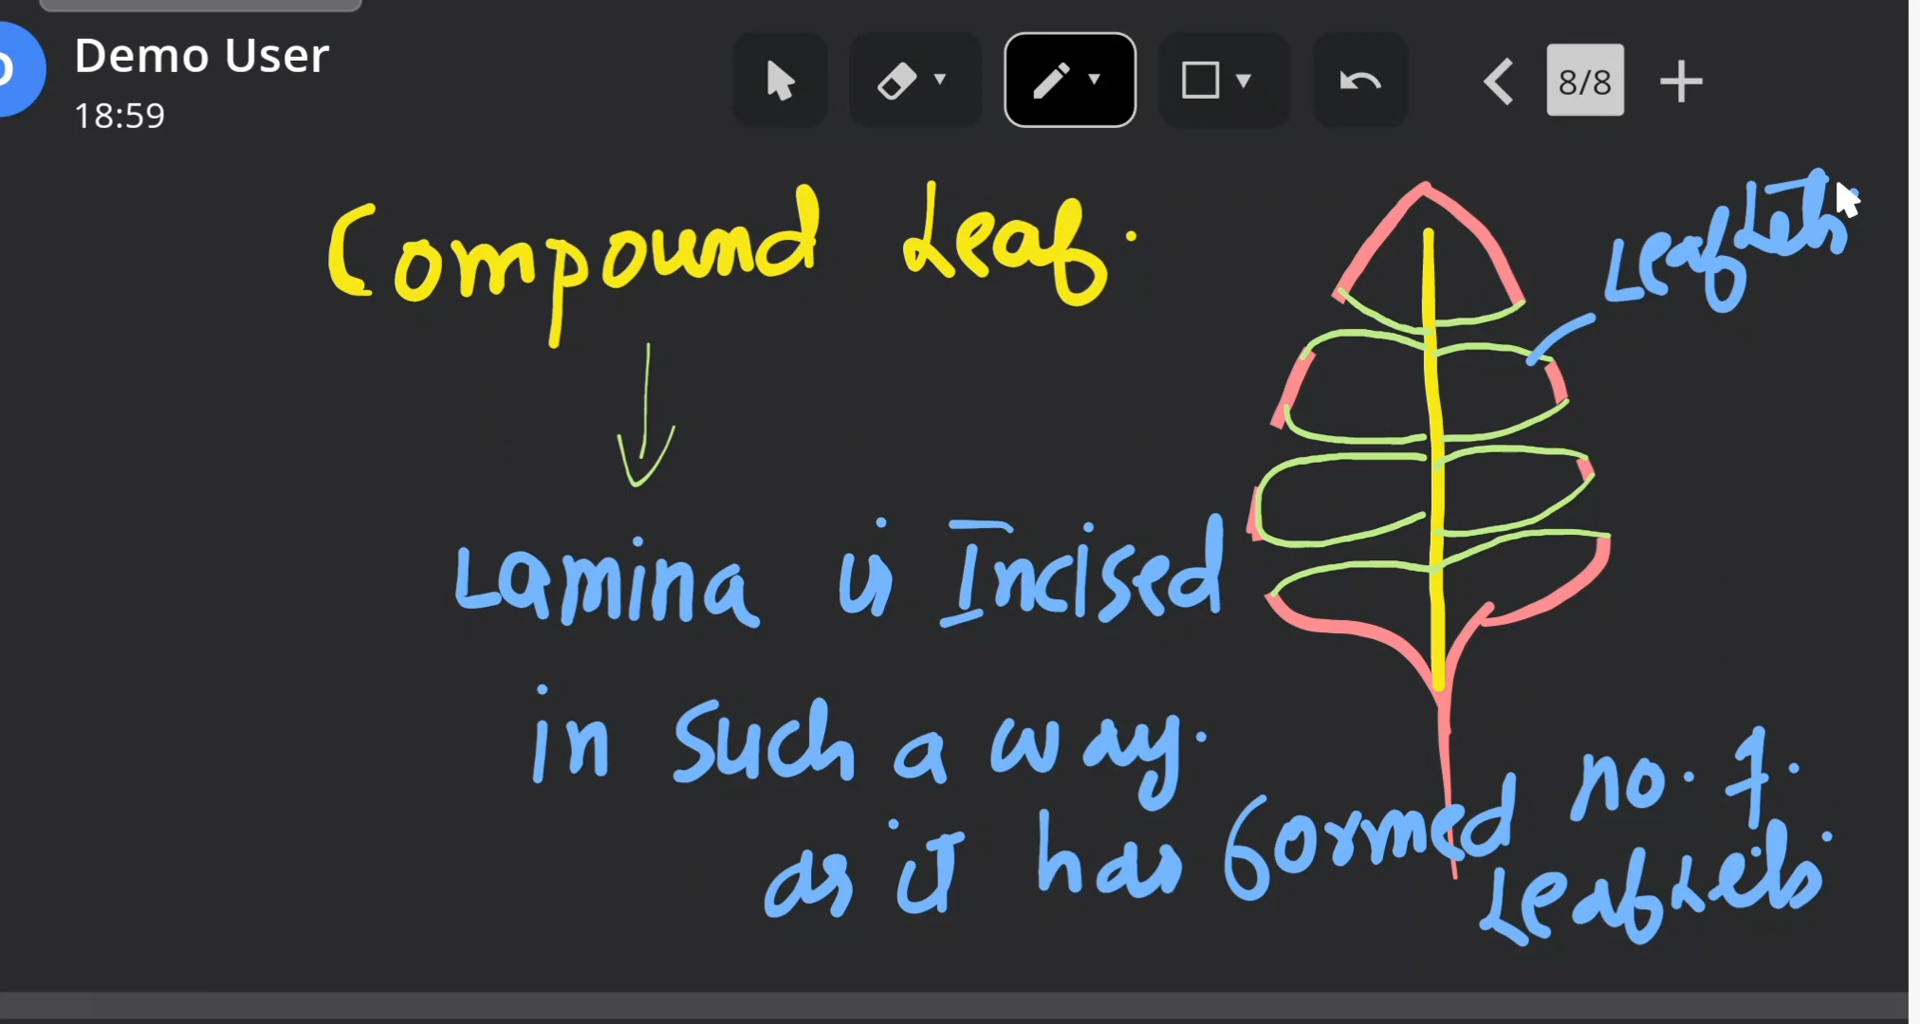 Demo User
18:59
8/8
Compound Leaf.
Leaflets
Lamina is Incised
in such a way.
as it has formed no. of.
Leaflets